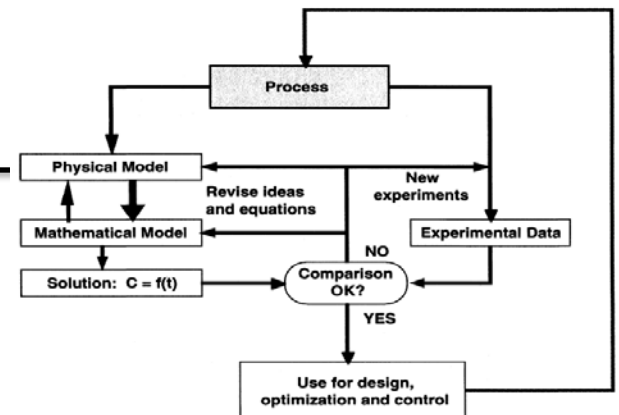 Process
Physical Model
Revise ideas
and equations
New
experiments
Mathematical Model
Experimental Data
NO
Solution: C = f(t)
Comparison
OK?
YES
Use for design,
optimization and control